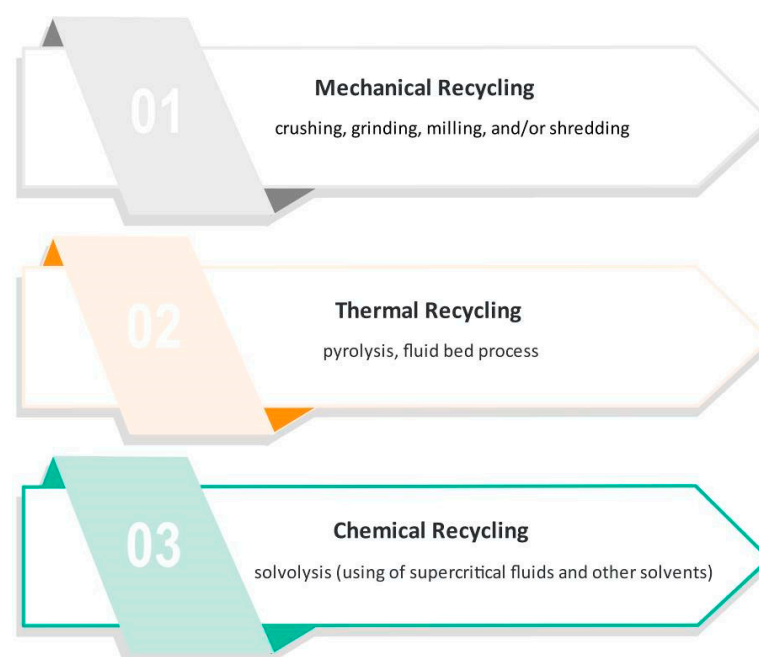 01
Mechanical Recycling
crushing, grinding, milling, and/or shredding
02
Thermal Recycling
pyrolysis, fluid bed process
03
Chemical Recycling
solvolysis (using of supercritical fluids and other solvents)